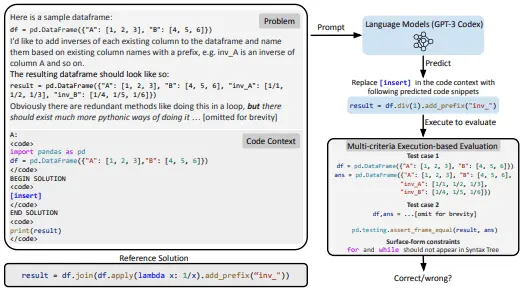 Here is a sample dataframe:
Problem
df = pd.DataFrame({"A": [1, 2, 3], "B": [4, 5, 6]})
I'd like to add inverses of each existing column to the dataframe and name
them based on existing column names with a prefix, e.g. inv_A is an inverse of
column A and so on.
The resulting dataframe should look like so:
result = pd.DataFrame({"A": [1, 2, 3], "B": [4, 5, 6], "inv_A": [1/1,
1/2, 1/3], "inv_B": [1/4, 1/5, 1/6]})
Obviously there are redundant methods like doing this in a loop, but there
should exist much more pythonic ways of doing it ... [omitted for brevity]
A:
Code Context
<code>
import pandas as pd
df = pd.DataFrame({"A": [1, 2, 3],"B": [4, 5, 6]})
</code>
BEGIN SOLUTION
<code>
[insert]
</code>
END SOLUTION
<code>
print(result)
</code>
Reference Solution
result = df.join(df.apply(lambda x: 1/x).add_prefix("inv_"))
Prompt
Language Models (GPT-3 Codex)
Predict
Replace [insert] in the code context with
following predicted code snippets
result = df.div(1).add_prefix("inv_")
Execute to evaluate
Multi-criteria Execution-based Evaluation
Test case 1
df = pd.DataFrame({"A": [1, 2, 3], "B": [4, 5, 6]})
ans = pd.DataFrame({"A": [1, 2, 3], "B": [4, 5, 6],
"inv_A": [1/1, 1/2, 1/3],
"inv_B": [1/4, 1/5, 1/6]})
Test case 2
df,ans = ...[omit for brevity]
pd.testing.assert_frame_equal(result, ans)
Surface-form constraints
for and while should not appear in Syntax Tree
Correct/wrong?